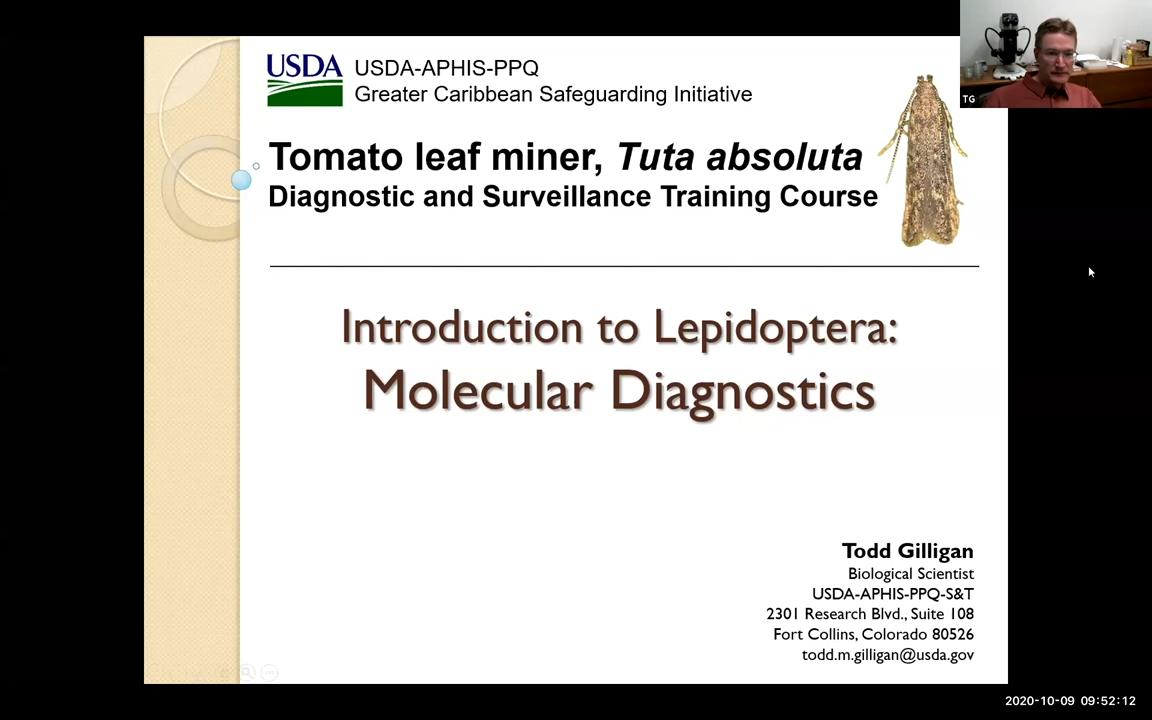 USDA
USDA-APHIS-PPQ
Greater Caribbean Safeguarding Initiative
TG
Tomato leaf miner, Tuta absoluta
Diagnostic and Surveillance Training Course
Introduction to Lepidoptera:
Molecular Diagnostics
Todd Gilligan
Biological Scientist
USDA-APHIS-PPQ-S&T
2301 Research Blvd., Suite 108
Fort Collins, Colorado 80526
todd.m.gilligan@usda.gov
2020-10-09 09:52:12